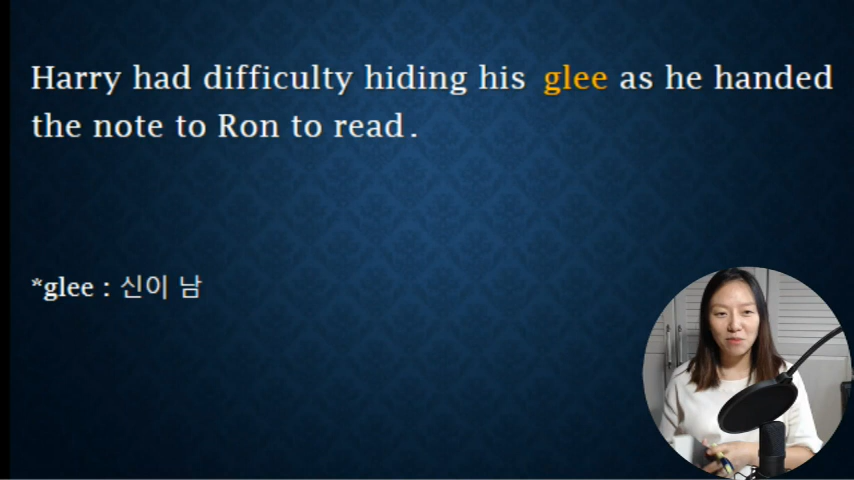 Harry had difficulty hiding his glee as he handed
the note to Ron to read.
*glee : 신이 남